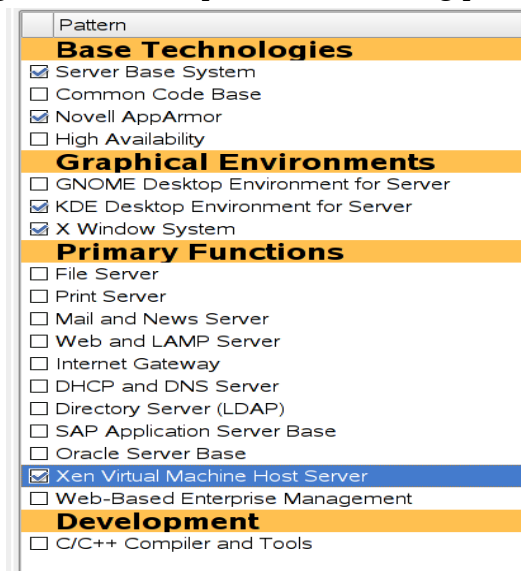 Pattern
Base Technologies
Server Base System
Common Code Base
Novell AppArmor
High Availability
Graphical Environments
GNOME Desktop Environment for Server
KDE Desktop Environment for Server
X Window System
Primary Functions
File Server
Print Server
Mail and News Server
Web and LAMP Server
Internet Gateway
DHCP and DNS Server
Directory Server (LDAP)
SAP Application Server Base
Oracle Server Base
Xen Virtual Machine Host Server
Web-Based Enterprise Management
Development
C/C++ Compiler and Tools